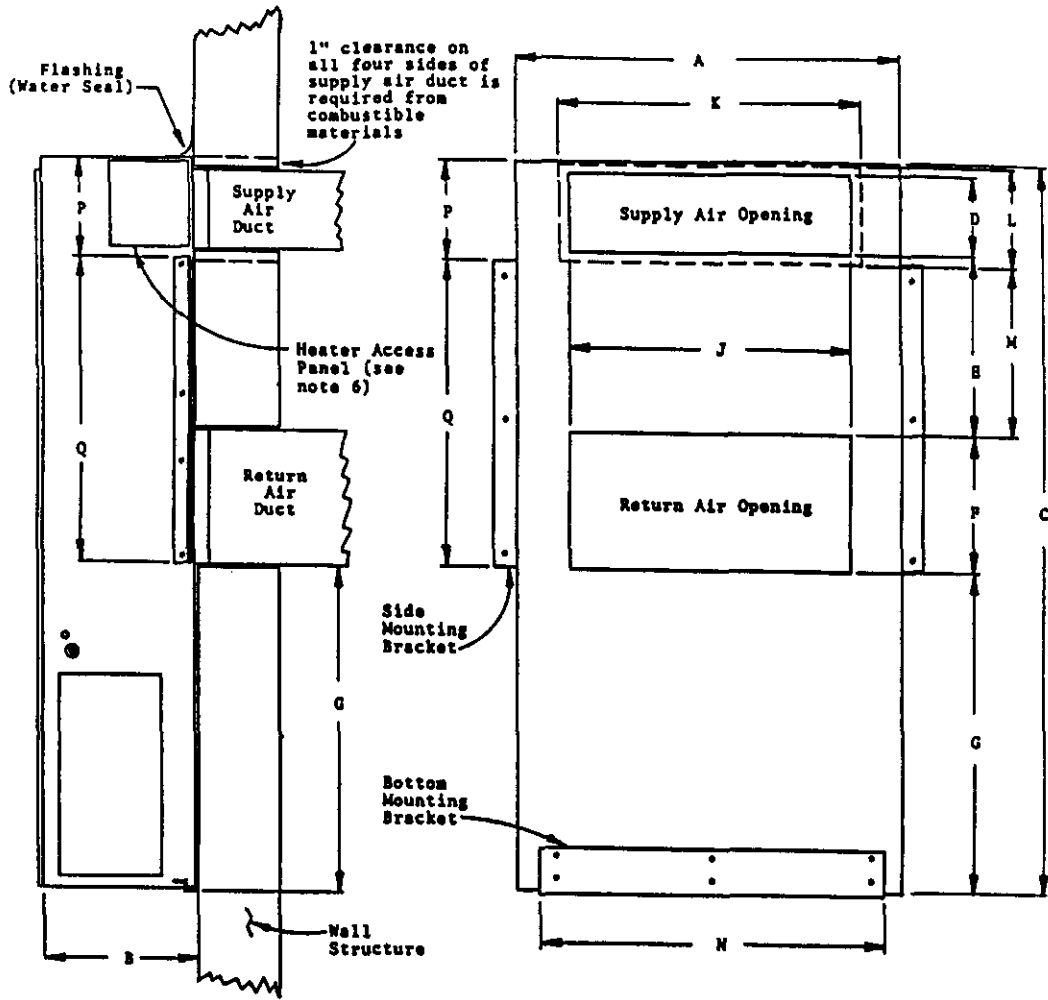 Flashing
(Water Seal)
1" clearance on
all four sides of
supply air duct is
required from
combustible
materials
A
K
P
Supply
Air
Duct
P
Supply Air Opening
D
L
Heater Access
Panel (see
note 6)
J
E
M
Q
Q
Return
Air
Duct
Return Air Opening
F
C
Side
Mounting
Bracket
G
G
Bottom
Mounting
Bracket
Wall
Structure
B
N